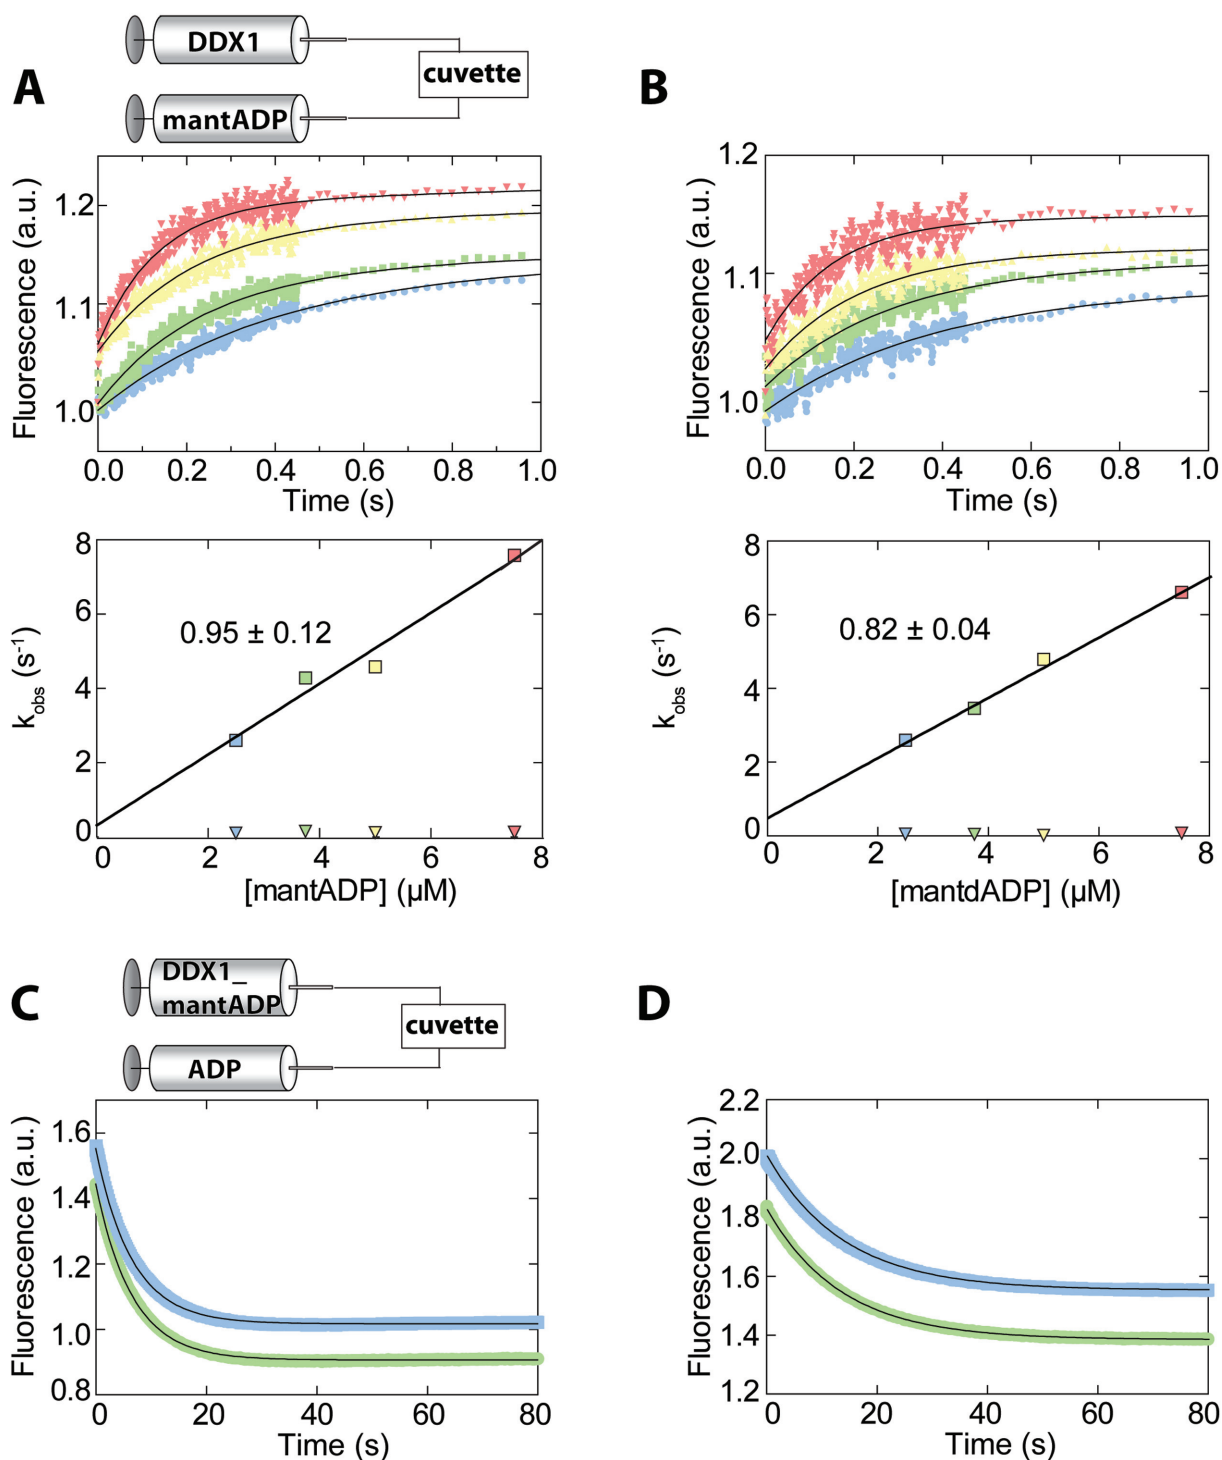 A
DDX1
mantADP
cuvette
Fluorescence (a.u.)
1.2
1.1
1.0
0.0 0.2 0.4 0.6 0.8 1.0
Time (s)
B
Fluorescence (a.u.)
1.2
1.1
1.0
0.0 0.2 0.4 0.6 0.8 1.0
Time (s)
kobs (s-1)
8
6
4
2
0
0.95 ± 0.12
0 2 4 6 8
[mantADP] (µM)
kobs (s-1)
8
6
4
2
0
0.82 ± 0.04
0 2 4 6 8
[mantdADP] (µM)
C
DDX1_
mantADP
ADP
cuvette
Fluorescence (a.u.)
1.6
1.4
1.2
1.0
0.8
0 20 40 60 80
Time (s)
D
Fluorescence (a.u.)
2.2
2.0
1.8
1.6
1.4
1.2
0 20 40 60 80
Time (s)